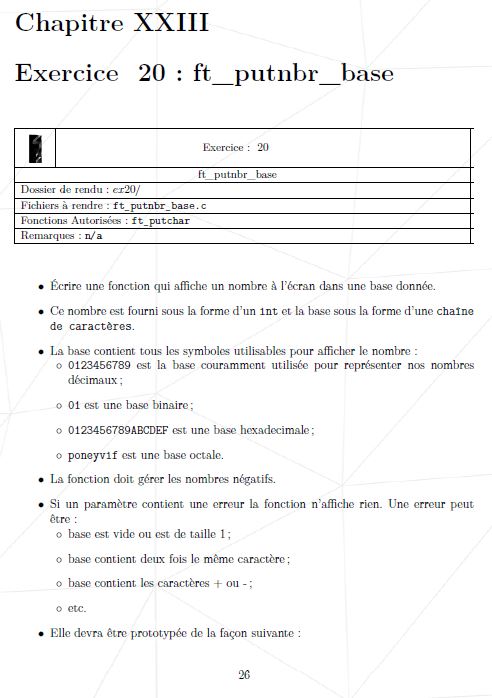 Chapitre XXIII
Exercice 20 : ft_putnbr_base
Exercice : 20
ft_putnbr_base
Dossier de rendu : ex20/
Fichiers à rendre : ft_putnbr_base.c
Fonctions Autorisées : ft_putchar
Remarques : n/a
• Écrire une fonction qui affiche un nombre à l'écran dans une base donnée.
• Ce nombre est fourni sous la forme d'un int et la base sous la forme d'une chaîne
de caractères.
• La base contient tous les symboles utilisables pour afficher le nombre :
◦ 0123456789 est la base couramment utilisée pour représenter nos nombres
décimaux ;
◦ 01 est une base binaire ;
◦ 0123456789ABCDEF est une base hexadecimale ;
◦ poneyvif est une base octale.
• La fonction doit gérer les nombres négatifs.
• Si un paramètre contient une erreur la fonction n'affiche rien. Une erreur peut
être :
◦ base est vide ou est de taille 1 ;
◦ base contient deux fois le même caractère ;
◦ base contient les caractères + ou - ;
◦ etc.
• Elle devra être prototypée de la façon suivante :
26